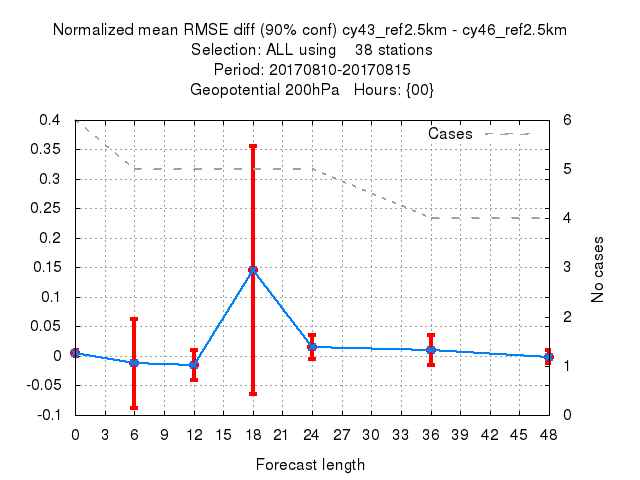 Normalized mean RMSE diff (90% conf) cy43_ref2.5km - cy46_ref2.5km
Selection: ALL using    38 stations
Period: 20170810-20170815
Geopotential 200hPa   Hours: {00}
Cases
0.4
0.35
0.3
0.25
0.2
0.15
0.1
0.05
0
-0.05
-0.1
6
5
4
3
2
1
0
No cases
0 3 6 9 12 15 18 21 24 27 30 33 36 39 42 45 48
Forecast length